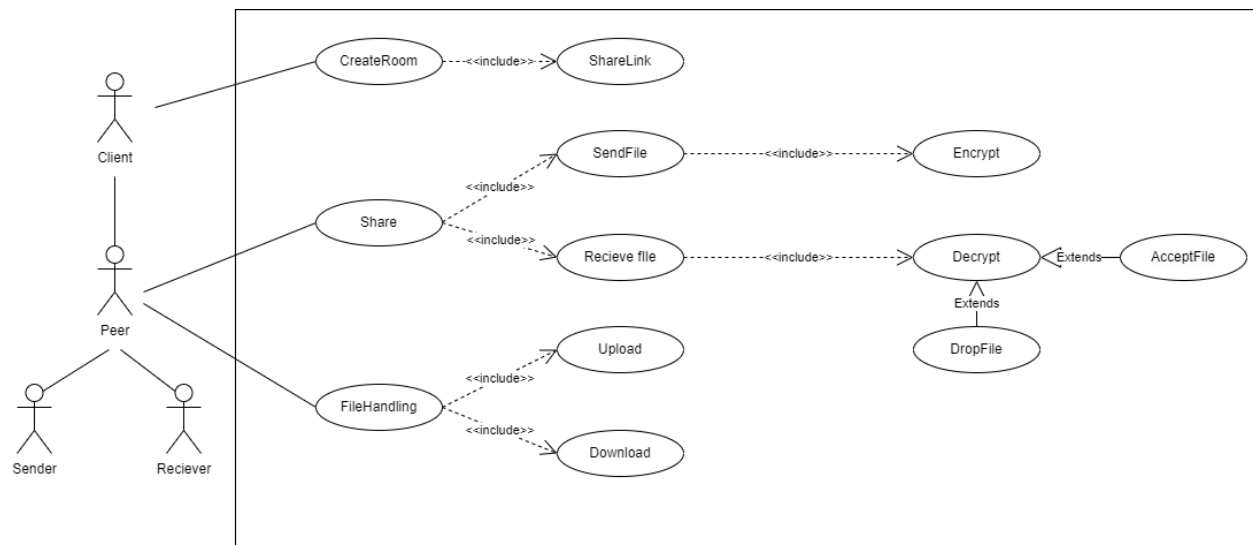 CreateRoom
<<include>>
ShareLink
Client
SendFile
<<include>>
Encrypt
<<include>>
Share
<<include>>
Recieve fIle
<<include>>
Decrypt
Extends
AcceptFile
Extends
Peer
Upload
DropFile
<<include>>
FileHandling
<<include>>
Download
Sender
Reciever